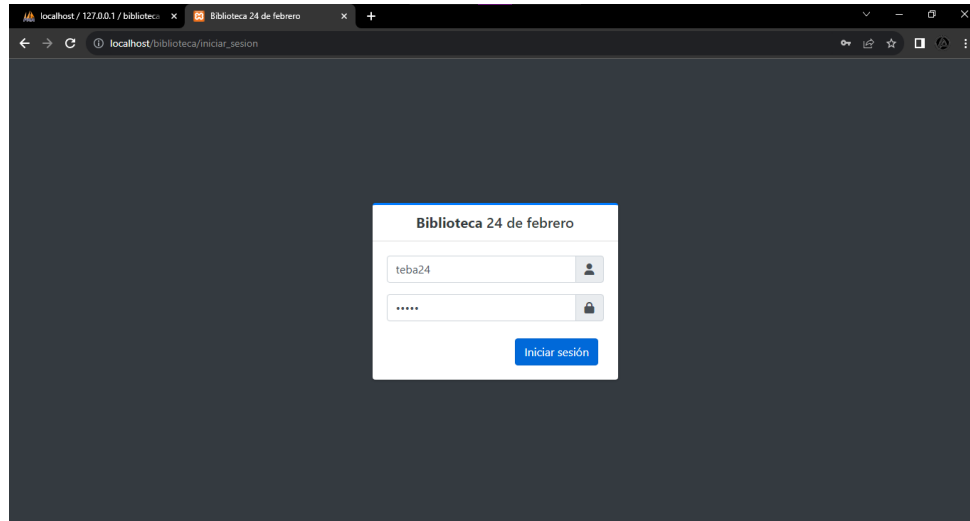 localhost / 127.0.0.1 / biblioteca
Biblioteca 24 de febrero
localhost/biblioteca/iniciar_sesion
Biblioteca 24 de febrero
teba24
•••••
Iniciar sesión